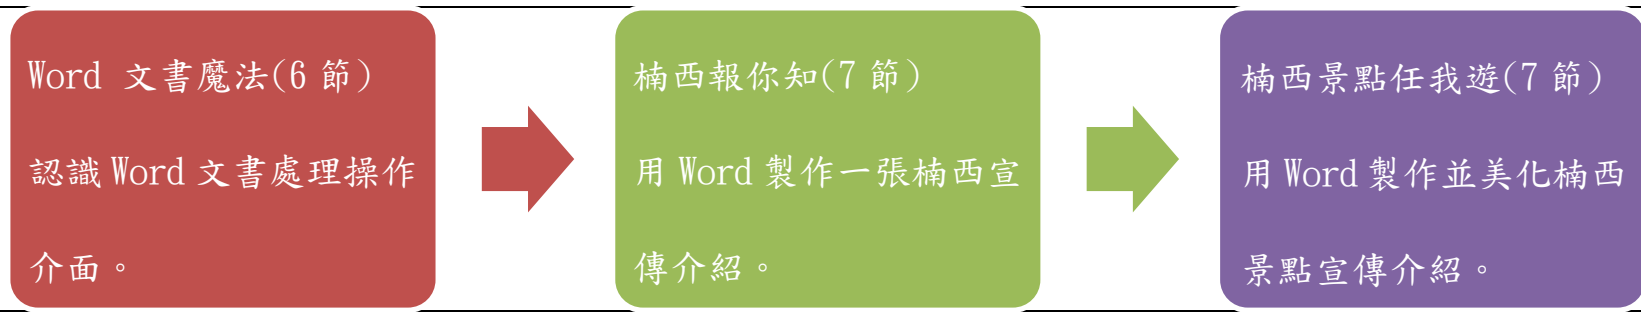 Word 文書魔法(6 節)
認識 Word 文書處理操作
介面。
楠西報你知(7 節)
用 Word 製作一張楠西宣
傳介紹。
楠西景點任我遊(7 節)
用 Word 製作並美化楠西
景點宣傳介紹。